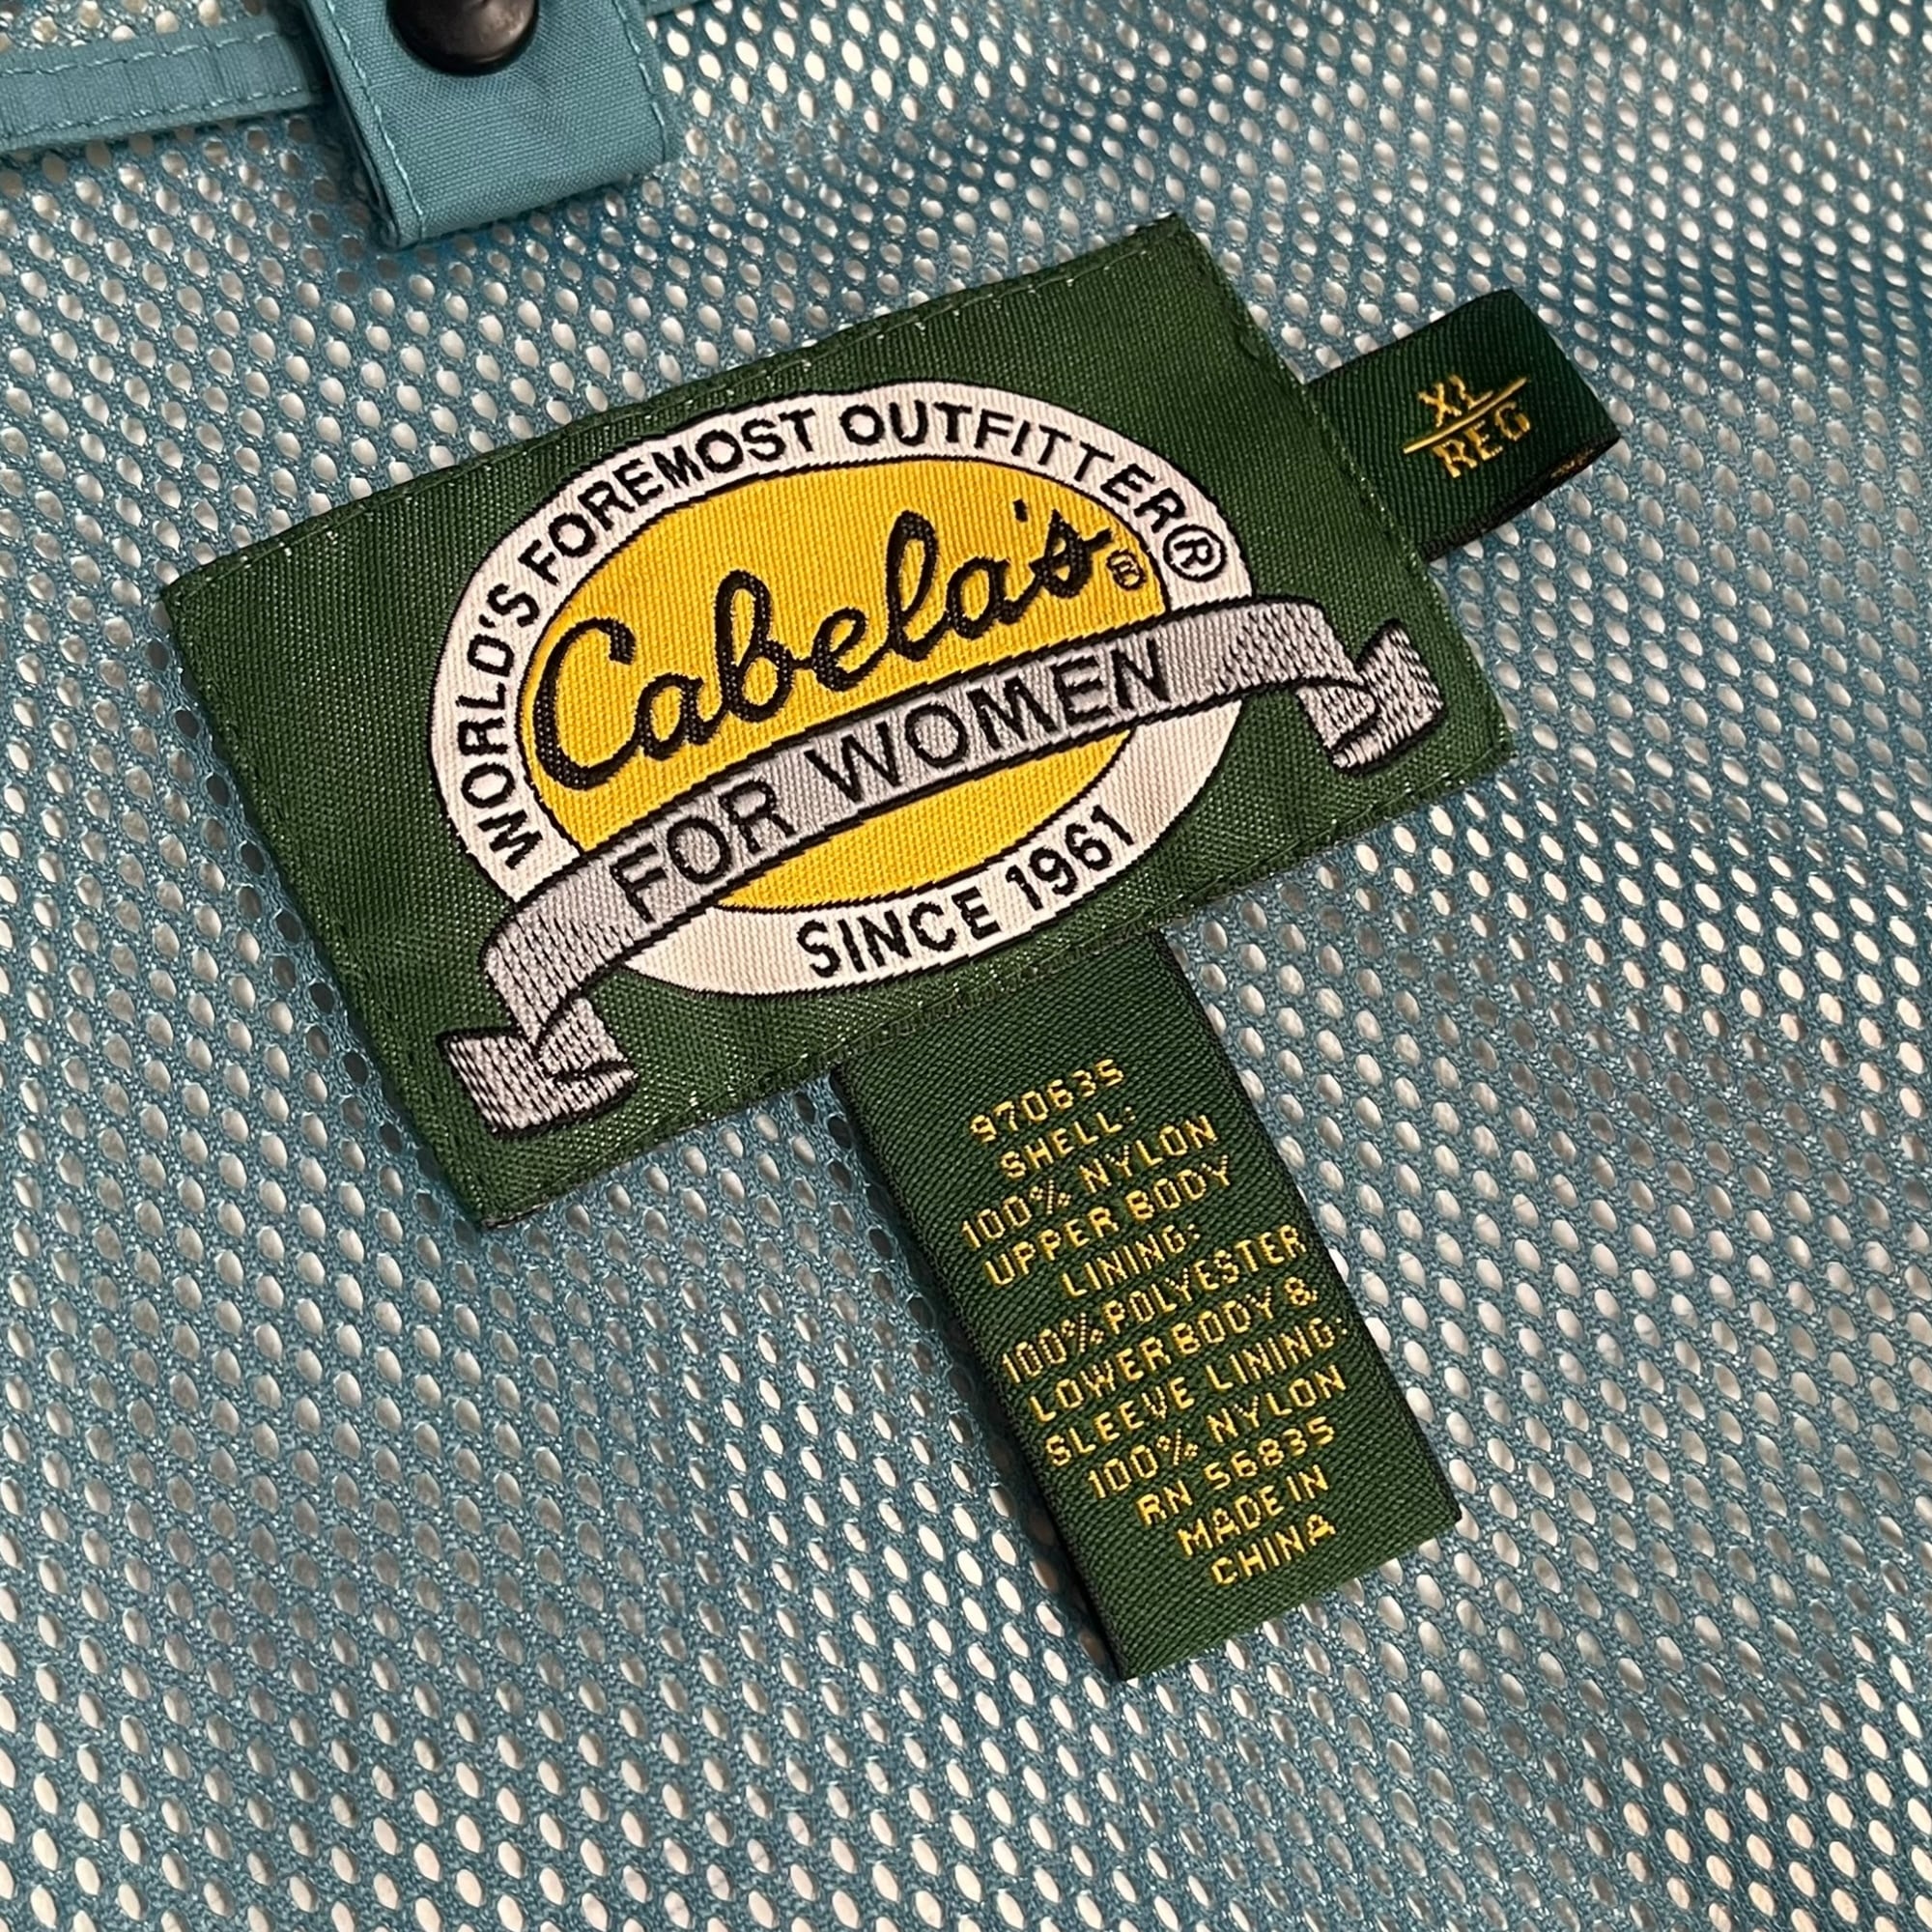 WORLD'S FOREMOST OUTFITTER®
Cabela's®
FOR WOMEN
SINCE 1961
XL
REG
970635
SHELL:
100% NYLON
UPPER BODY
LINING:
100% POLYESTER
LOWER BODY &
SLEEVE LINING:
100% NYLON
RN 56835
MADE IN
CHINA